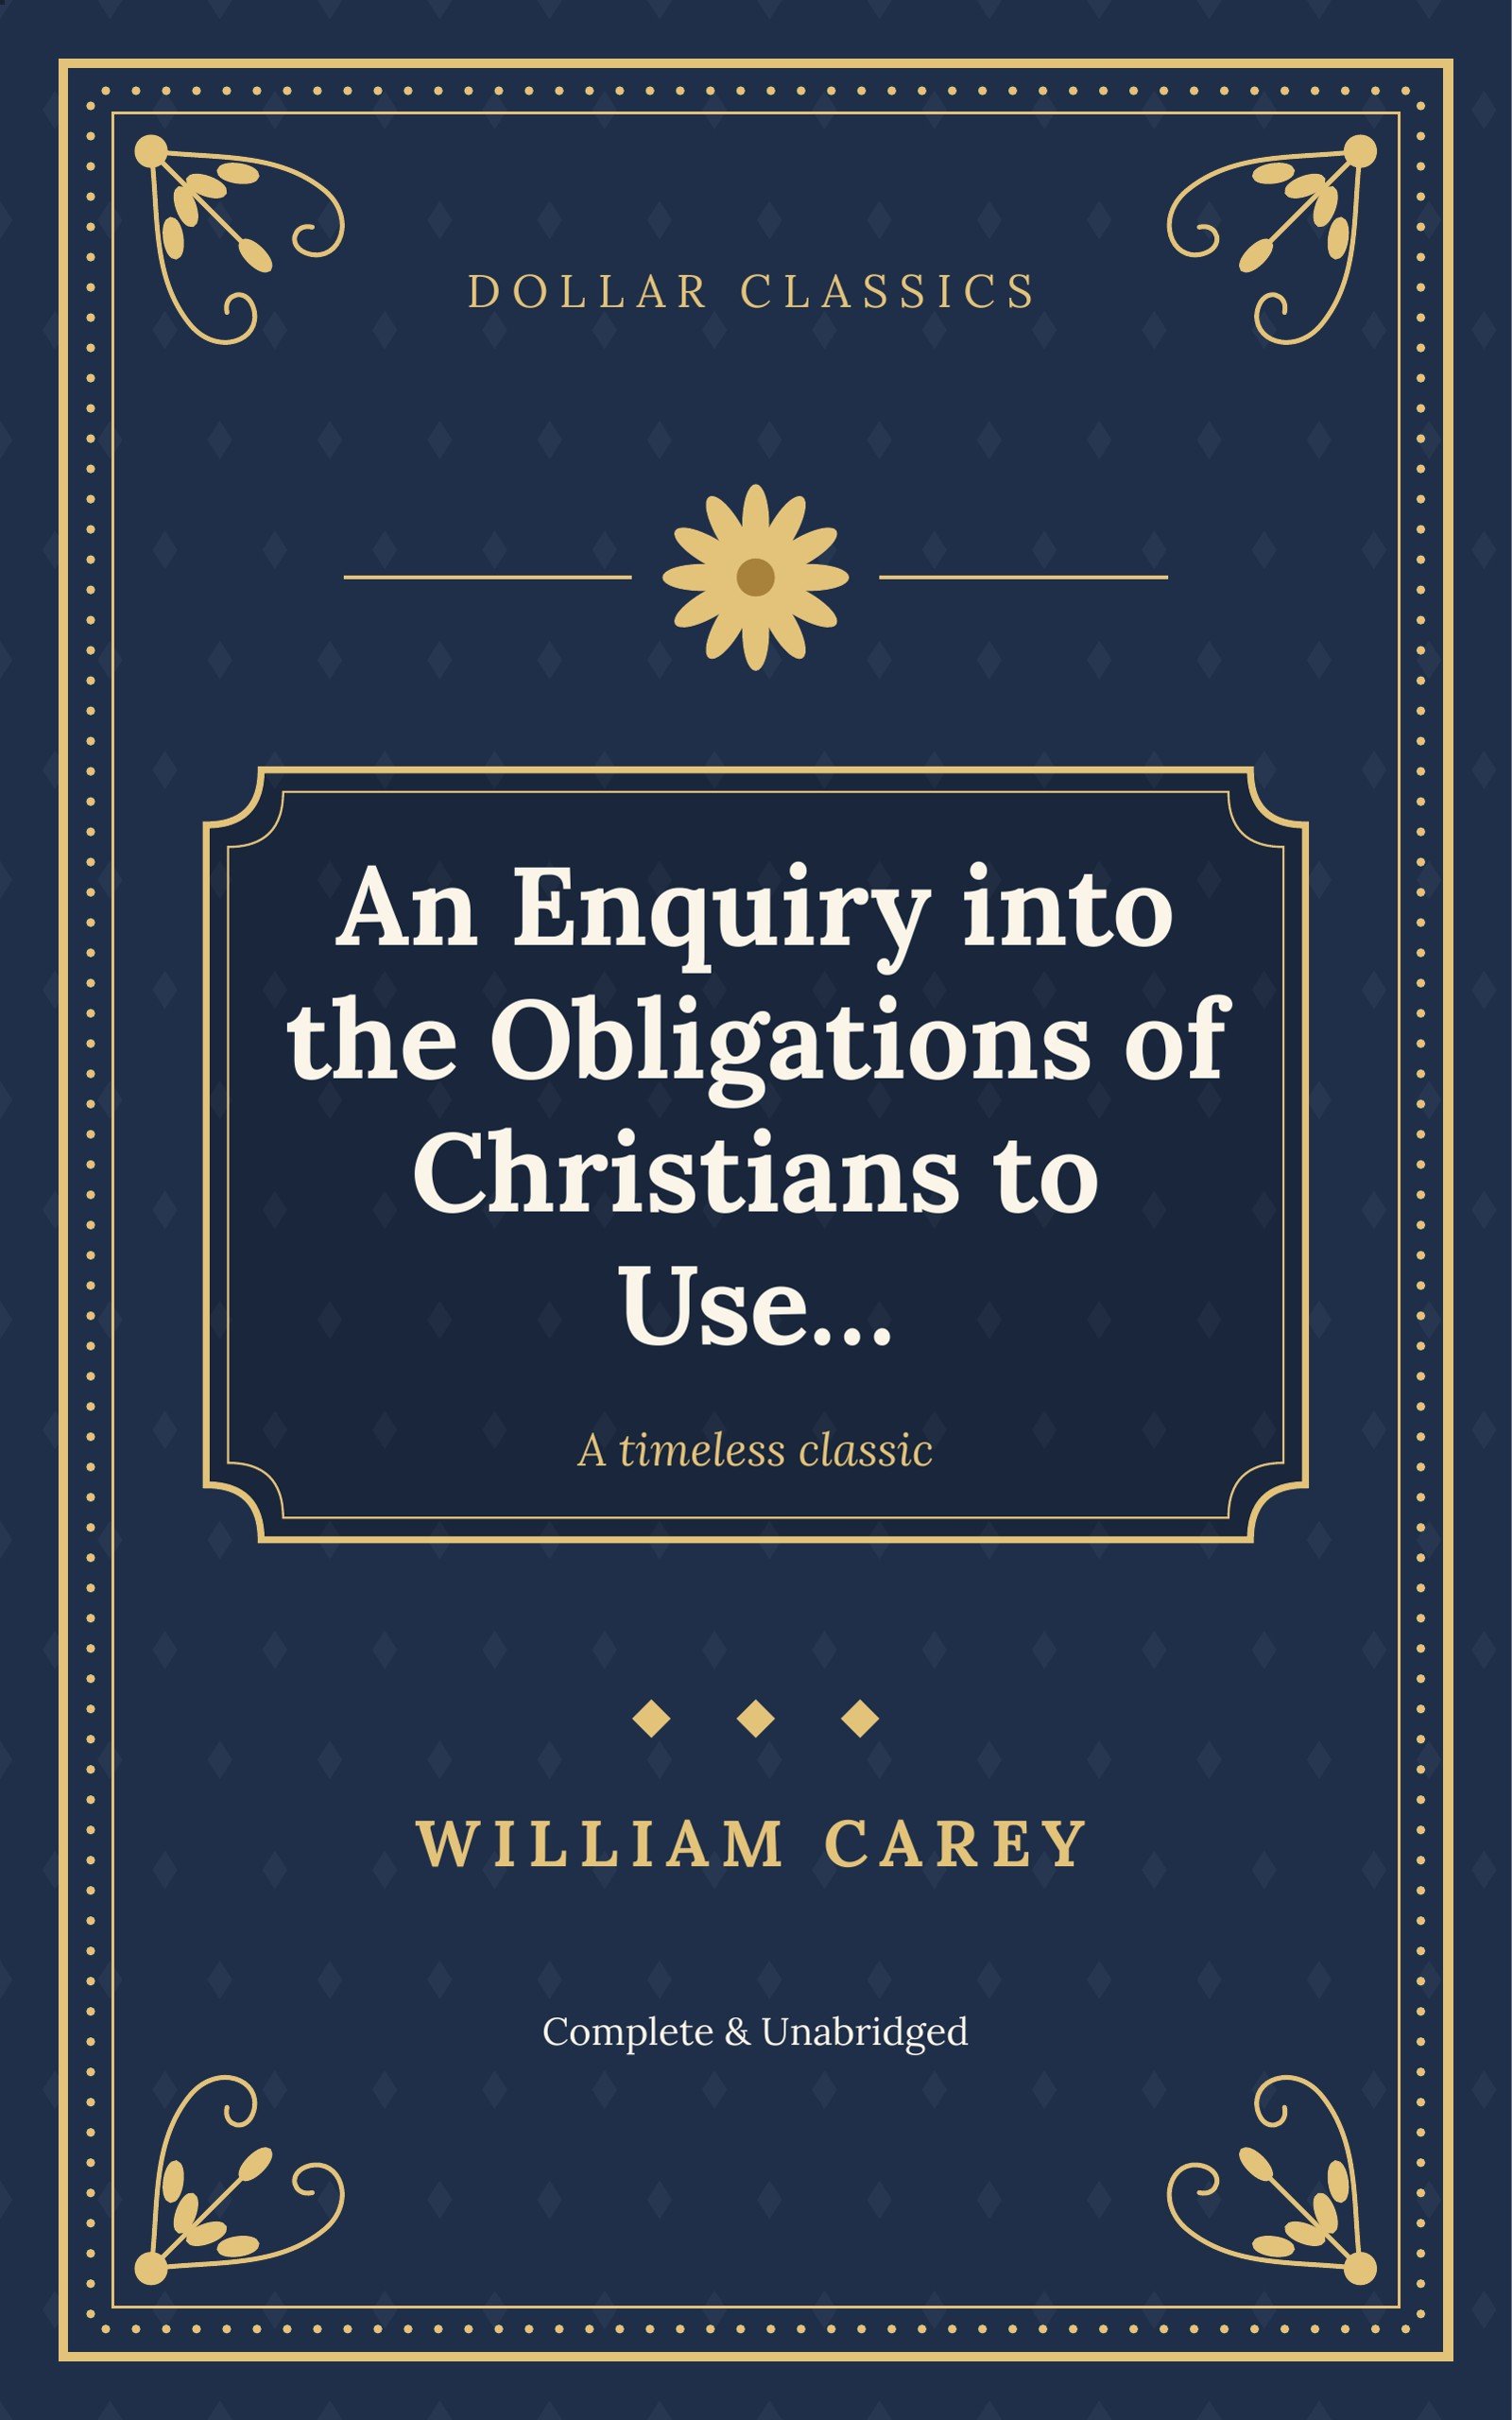 DOLLAR CLASSICS
An Enquiry into
the Obligations of
Christians to
Use...
A timeless classic
WILLIAM CAREY
Complete & Unabridged